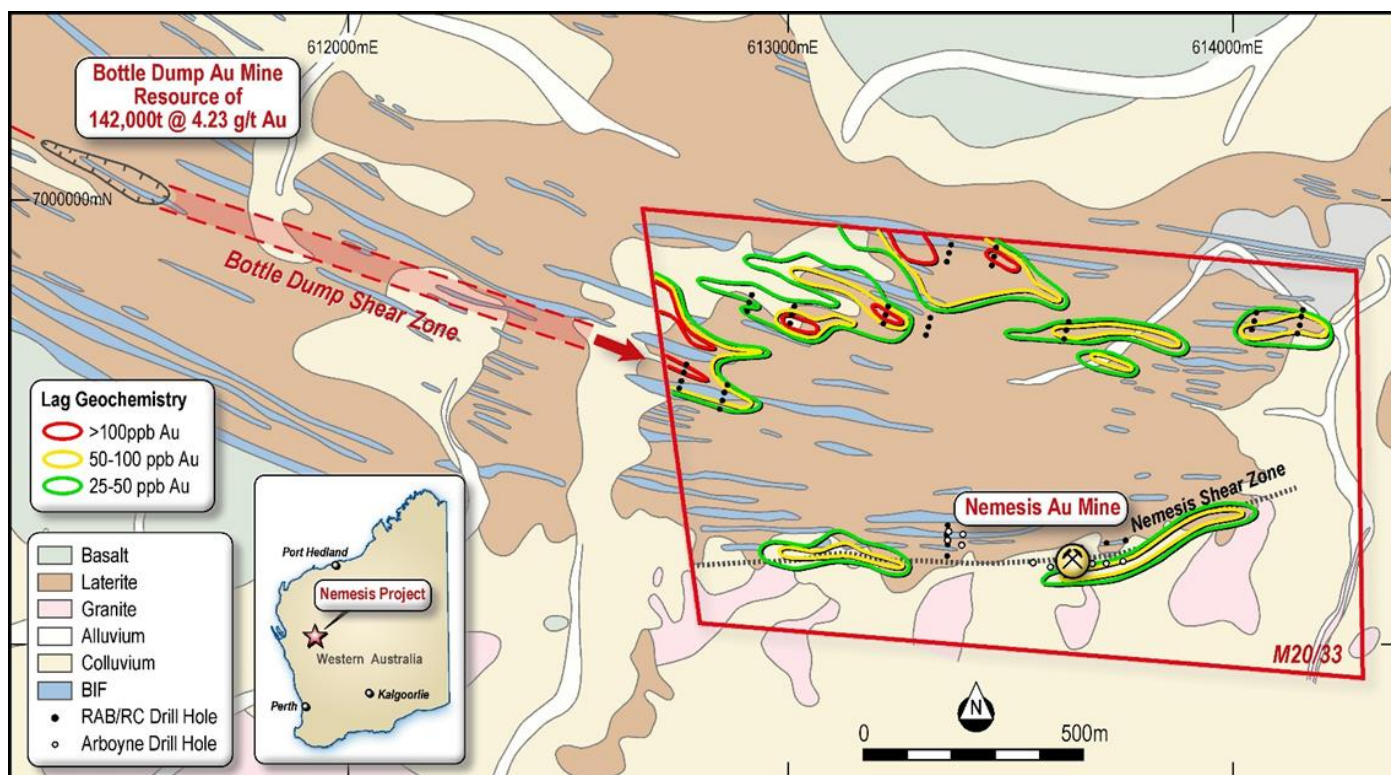 612000mE
613000mE
614000mE
Bottle Dump Au Mine
Resource of
142,000t @ 4.23 g/t Au
7000000mN
Bottle Dump Shear Zone
Lag Geochemistry
>100ppb Au
50-100 ppb Au
25-50 ppb Au
Basalt
Laterite
Granite
Alluvium
Colluvium
BIF
RAB/RC Drill Hole
Arboyne Drill Hole
Port Hedland
Nemesis Project
Western Australia
Kalgoorlie
Perth
Nemesis Au Mine
Nemesis Shear Zone
M20/33
N
0 500m